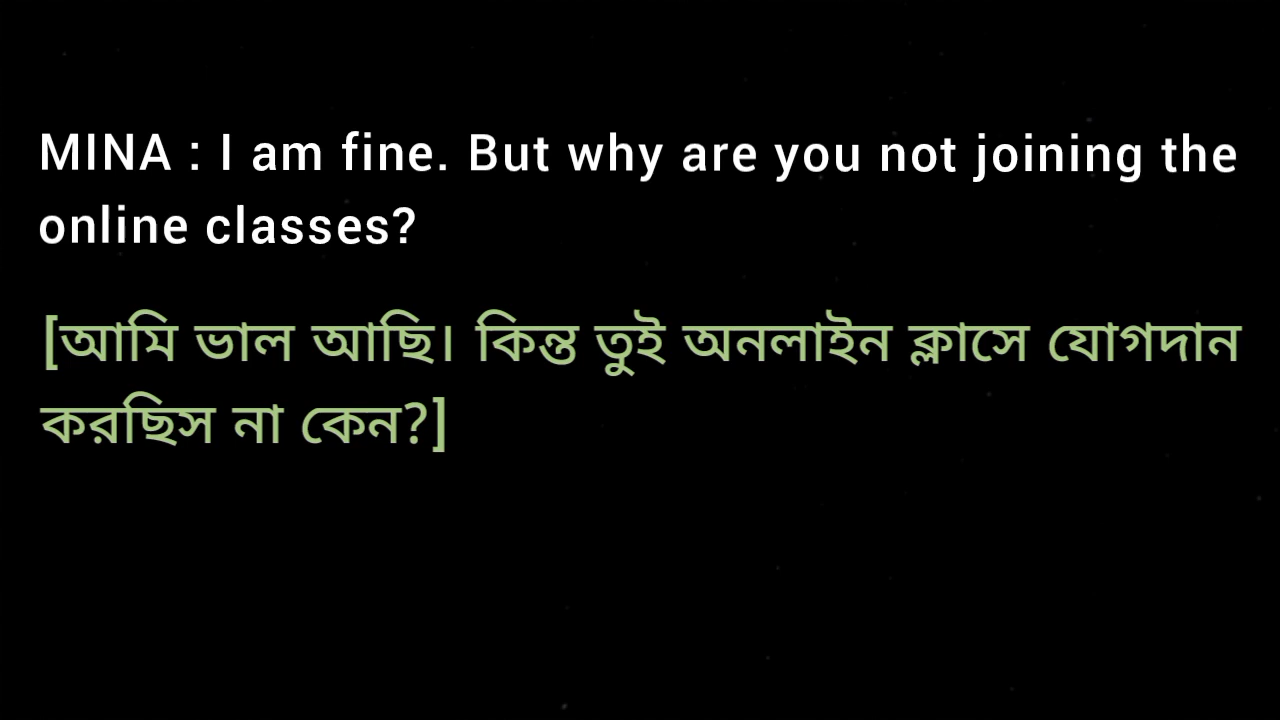 MINA : I am fine. But why are you not joining the
online classes?
[আমি ভাল আছি। কিন্ত তুই অনলাইন ক্লাসে যোগদান
করছিস না কেন?]